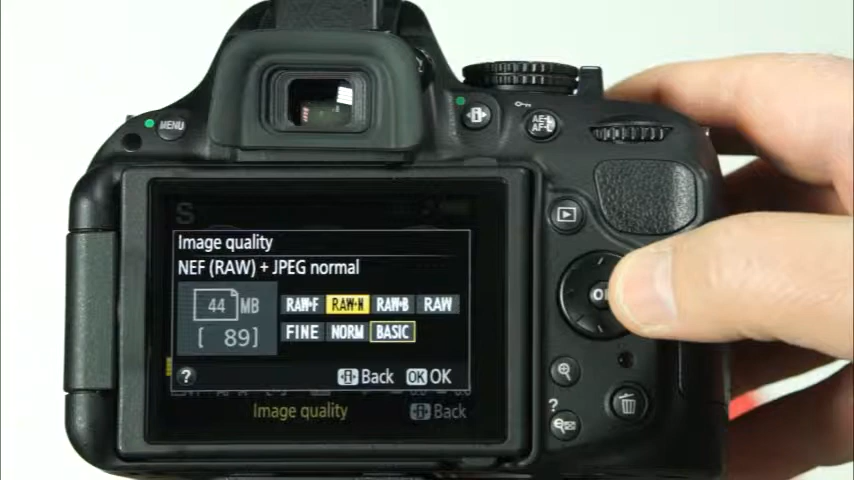 MENU
i
AE-L
AF-L
S
Image quality
NEF (RAW) + JPEG normal
44 MB
[ 89]
RAW+F RAW+N RAW+B RAW
FINE NORM BASIC
? i Back OK OK
Image quality i Back
OK
?